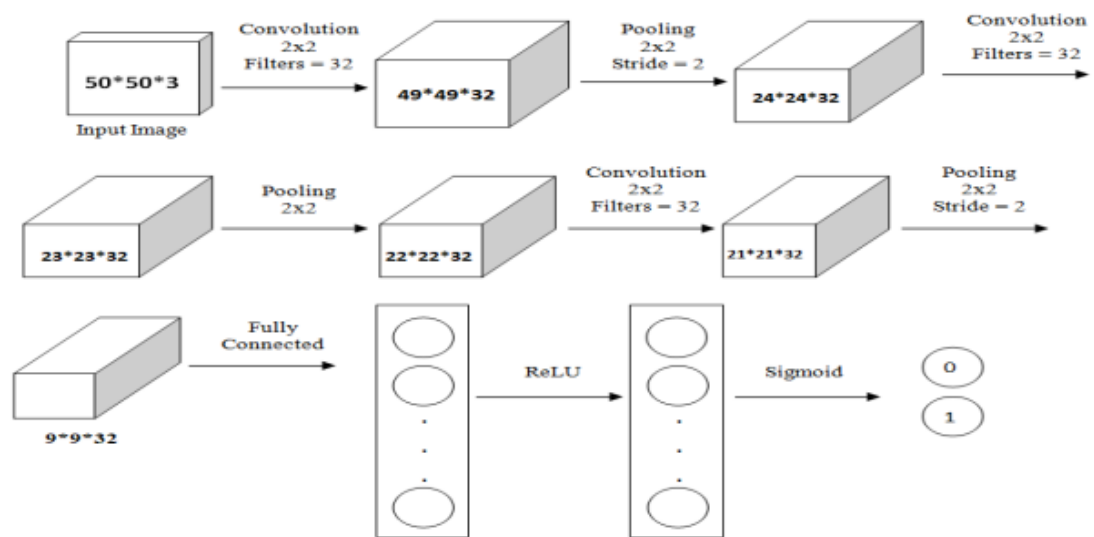 50*50*3
Input Image
Convolution
2x2
Filters = 32
49*49*32
Pooling
2x2
Stride = 2
24*24*32
Convolution
2x2
Filters = 32
23*23*32
Pooling
2x2
22*22*32
Convolution
2x2
Filters = 32
21*21*32
Pooling
2x2
Stride = 2
9*9*32
Fully
Connected
.
.
.
ReLU
.
.
.
Sigmoid
0
1